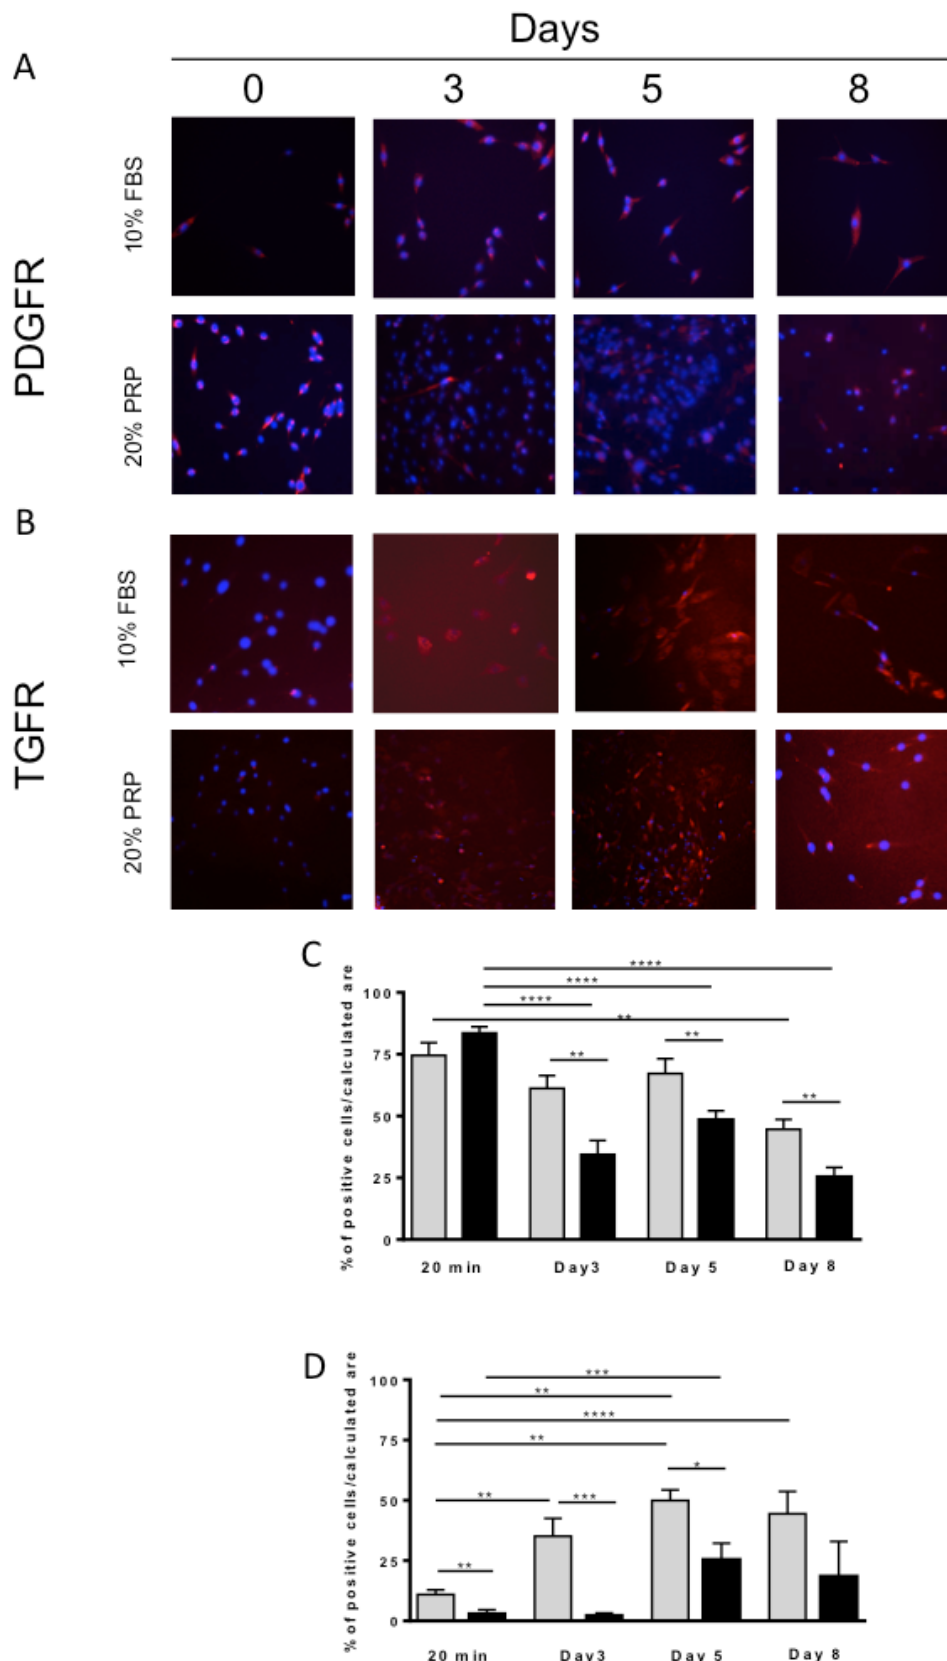 Days
A
0 3 5 8
PDGFR
10% FBS
20% PRP
B
TGFR
10% FBS
20% PRP
C
% of positive cells/calculated are
100
75
50
25
0
****
****
****
**
**
**
**
20 min Day3 Day 5 Day 8
D
% of positive cells/calculated are
100
75
50
25
0
***
**
****
**
*
**
***
**
20 min Day3 Day 5 Day 8